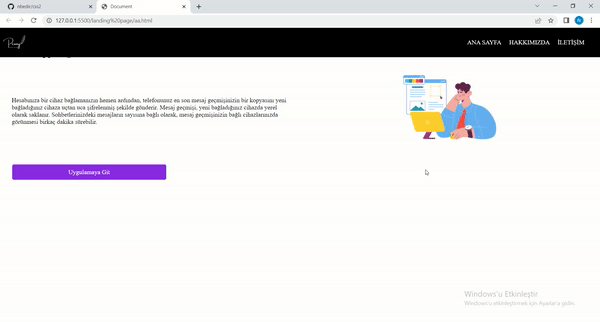 nbedir/css2
Document
127.0.0.1:5500/landing%20page/aa.html
ANA SAYFA HAKKIMIZDA İLETİŞİM
Hesabınıza bir cihaz bağlamanızın hemen ardından, telefonunuz en son mesaj geçmişinizin bir kopyasını yeni
bağladığınız cihaza uçtan uca şifrelenmiş şekilde gönderir. Mesaj geçmişi, yeni bağladığınız cihazda yerel
olarak saklanır. Sohbetlerinizdeki mesajların sayısına bağlı olarak, mesaj geçmişinizin bağlı cihazlarınızda
görünmesi birkaç dakika sürebilir.
Uygulamaya Git
Windows'u Etkinleştir
Windows'u etkinleştirmek için Ayarlar'a gidin.